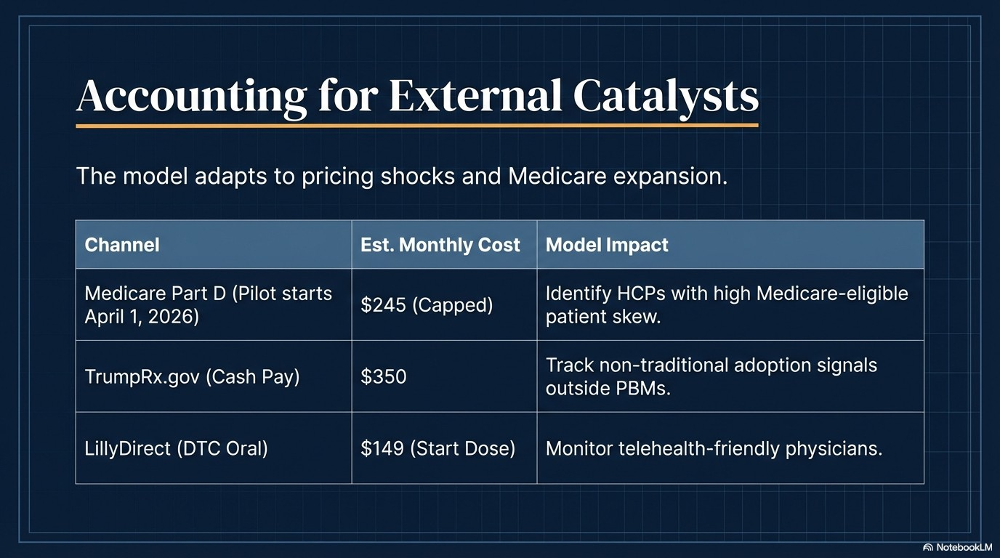 Accounting for External Catalysts
The model adapts to pricing shocks and Medicare expansion.
Channel
Est. Monthly Cost
Model Impact
Medicare Part D (Pilot starts
April 1, 2026)
$245 (Capped)
Identify HCPs with high Medicare-eligible
patient skew.
TrumpRx.gov (Cash Pay)
$350
Track non-traditional adoption signals
outside PBMs.
LillyDirect (DTC Oral)
$149 (Start Dose)
Monitor telehealth-friendly physicians.
NotebookLM